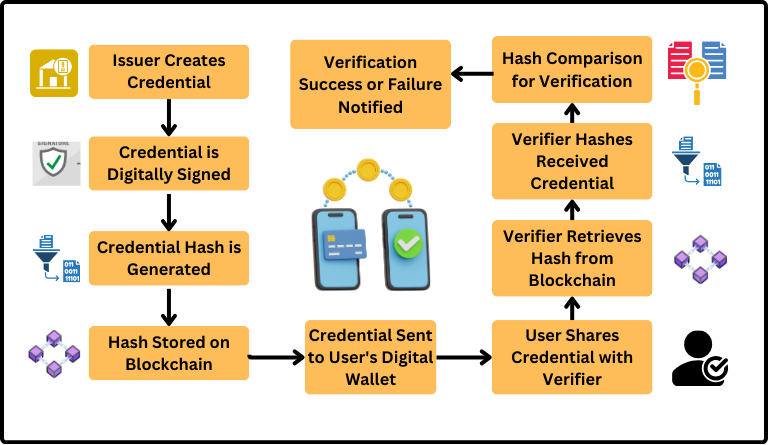 Issuer Creates
Credential
SIGNATURE
Credential is
Digitally Signed
Credential Hash is
Generated
011
0011
11101
Hash Stored on
Blockchain
Credential Sent
to User's Digital
Wallet
User Shares
Credential with
Verifier
Verifier Retrieves
Hash from
Blockchain
Verifier Hashes
Received
Credential
011
0011
11101
Hash Comparison
for Verification
Verification
Success or Failure
Notified